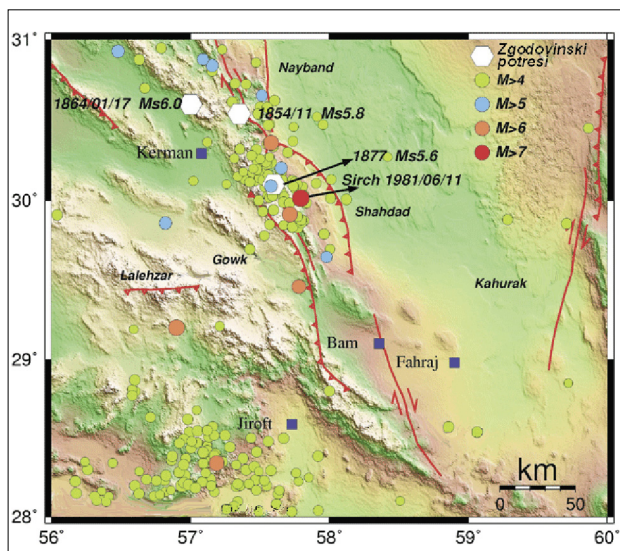 31°
30°
29°
28°
56°
57°
58°
59°
60°
Zgodovinski
potresi
M>4
M>5
M>6
M>7
Nayband
1864/01/17 Ms6.0
1854/11 Ms5.8
Kerman
1877 Ms5.6
Sirch 1981/06/11
Shahdad
Gowk
Lalehzar
Kahurak
Bam
Fahraj
Jiroft
km
0 50